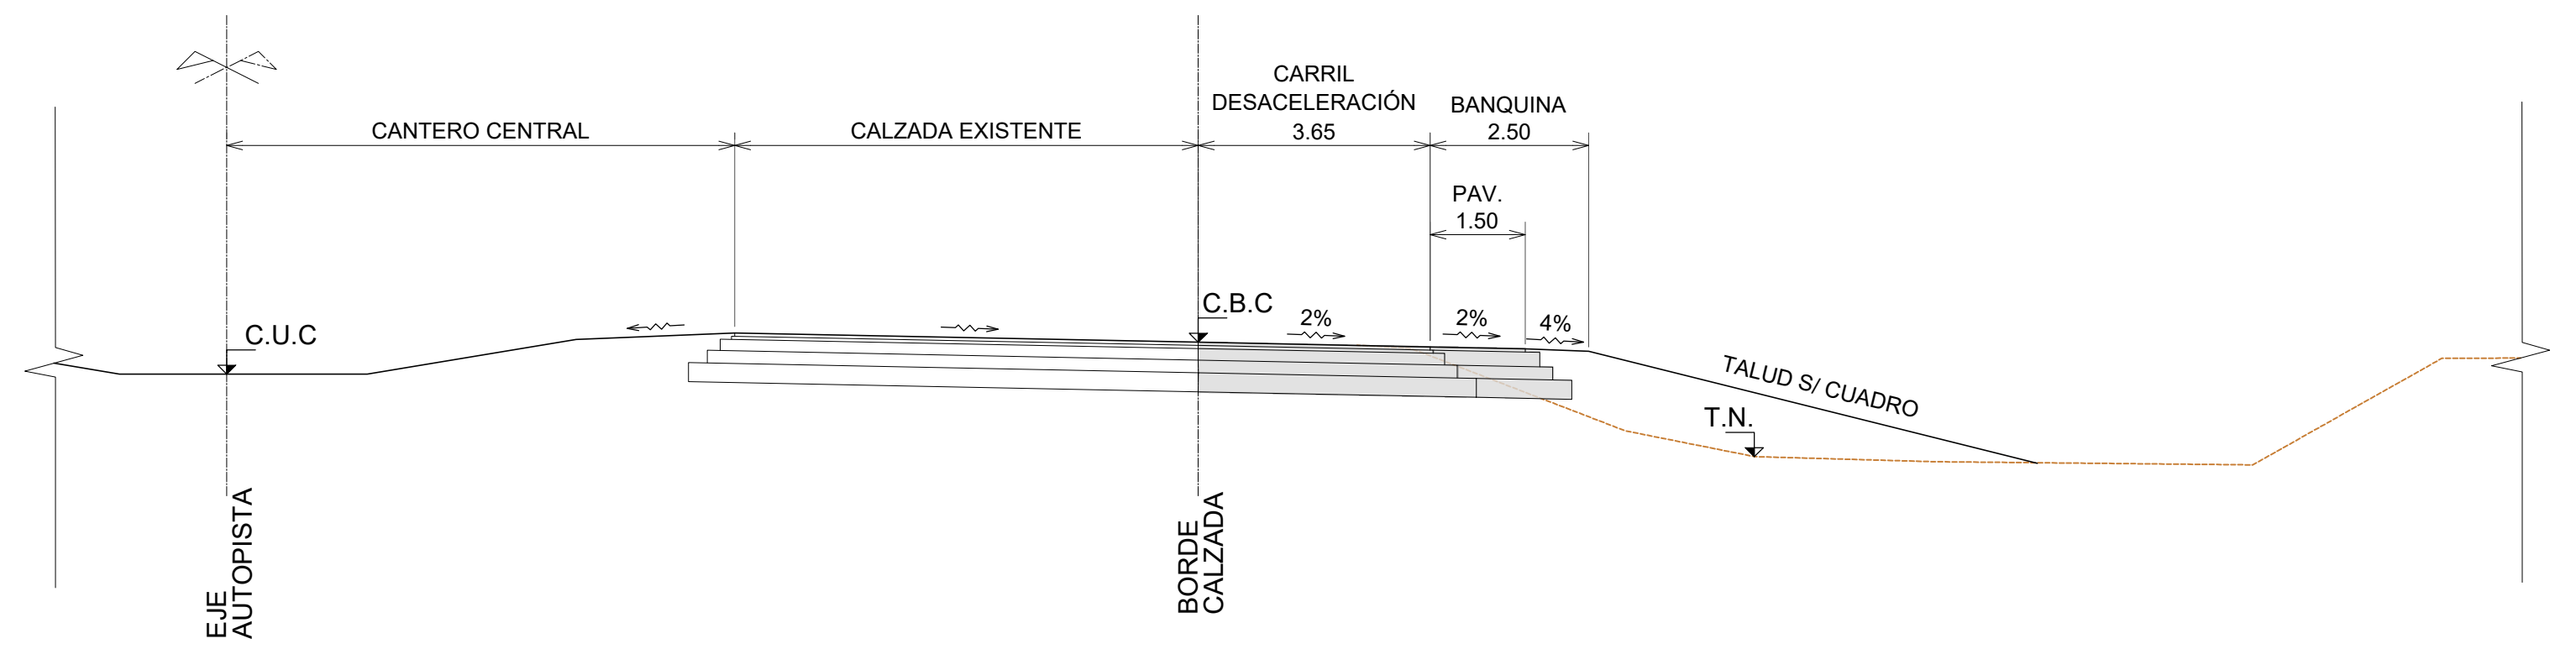 CARRIL
DESACELERACIÓN
3.65
BANQUINA
2.50
CANTERO CENTRAL
CALZADA EXISTENTE
PAV.
1.50
C.U.C
C.B.C
2%
2%
4%
TALUD S/ CUADRO
T.N.
EJE
AUTOPISTA
BORDE
CALZADA